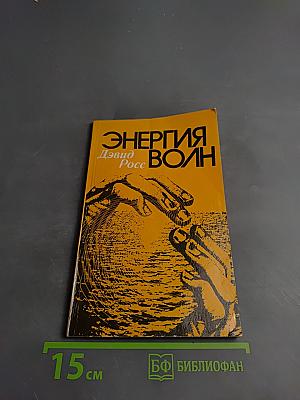 ЭНЕРГИЯ
Дэвид ВОЛН
Росс
15 см
БФ БИБЛИОФАН